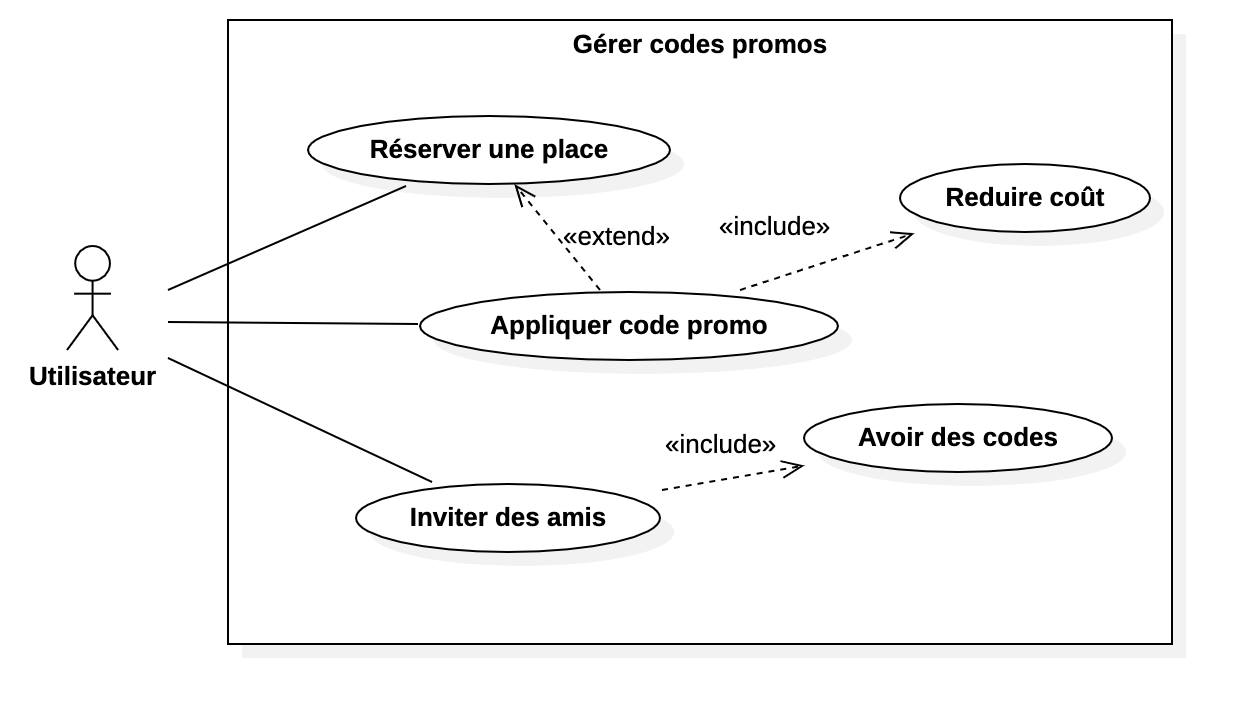 Gérer codes promos
Réserver une place
Reduire coût
«extend»
«include»
Appliquer code promo
Utilisateur
Avoir des codes
«include»
Inviter des amis